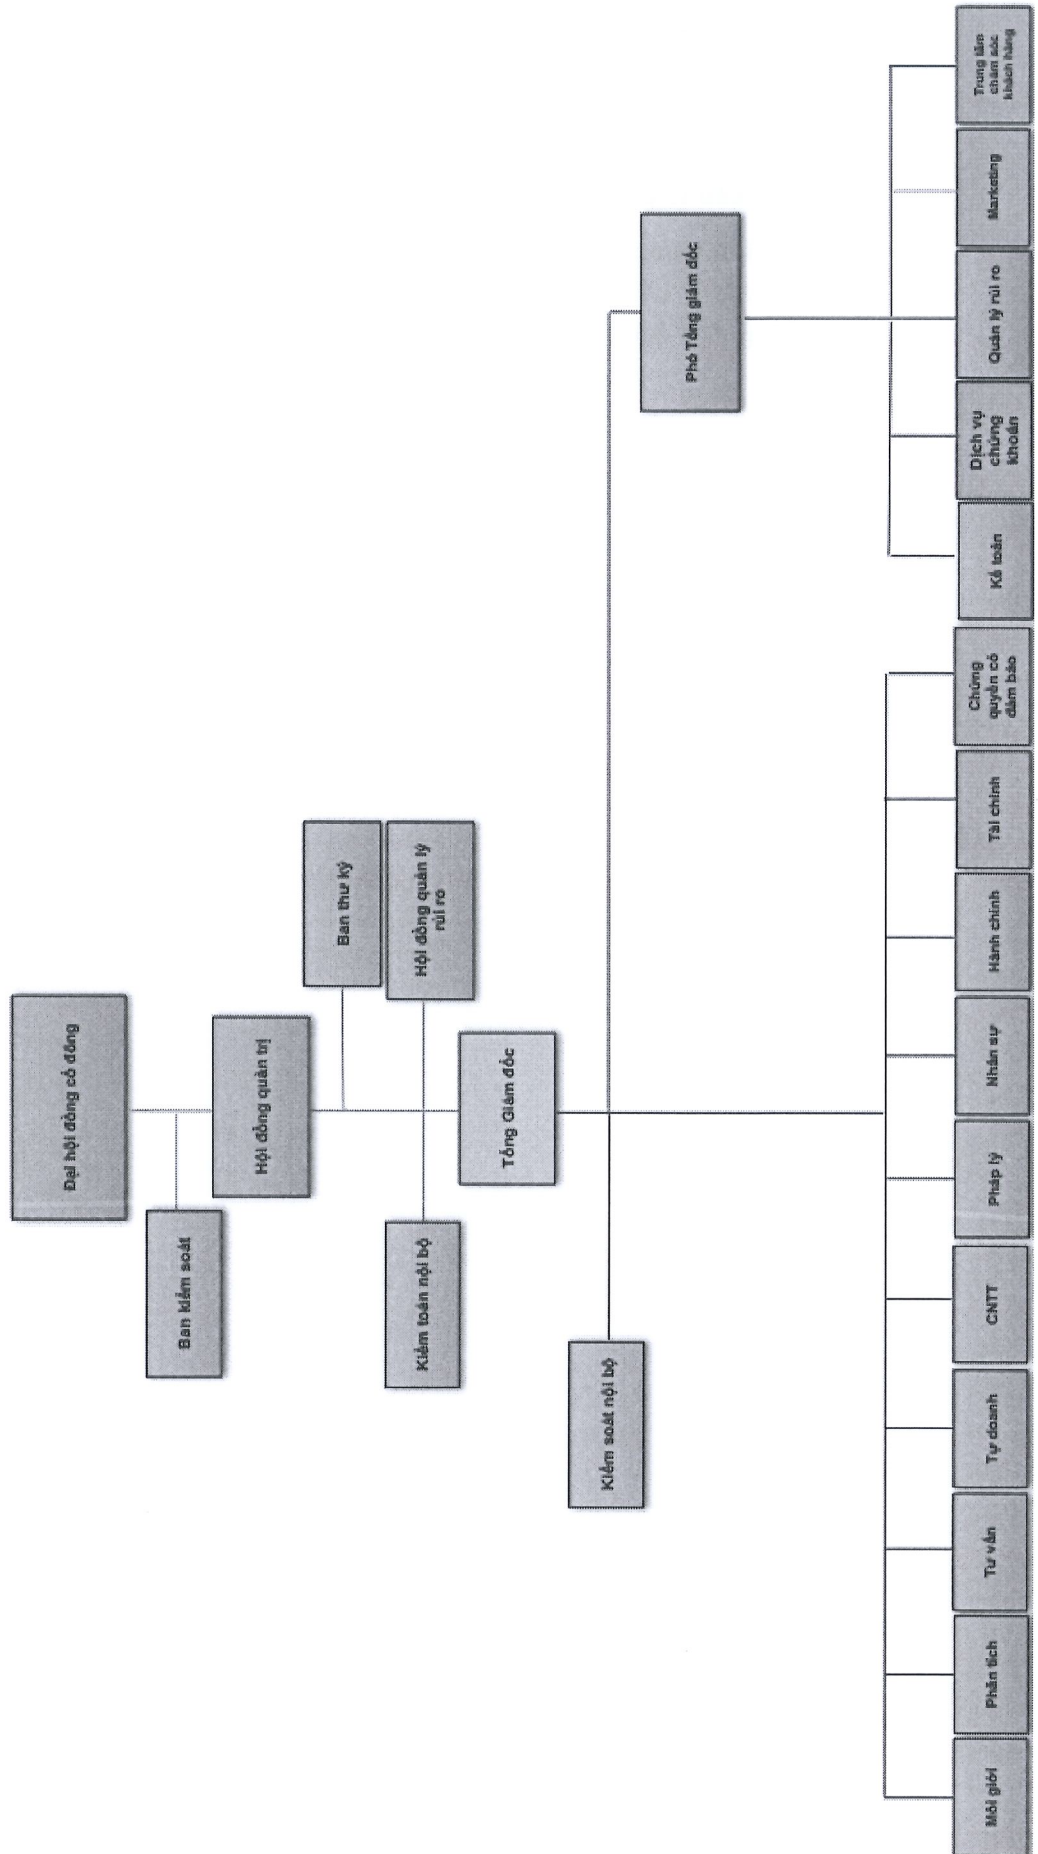 Đại hội đồng cổ đông
Ban kiểm soát
Hội đồng quản trị
Ban thư ký
Kiểm toán nội bộ
Hội đồng quản lý
rủi ro
Tổng Giám đốc
Kiểm soát nội bộ
Phó Tổng giám đốc
Môi giới
Phân tích
Tư vấn
Tự doanh
CNTT
Pháp lý
Nhân sự
Hành chính
Tài chính
Chứng
quyền có
đảm bảo
Kế toán
Dịch vụ
chứng
khoán
Quản lý rủi ro
Marketing
Trung tâm
chăm sóc
khách hàng